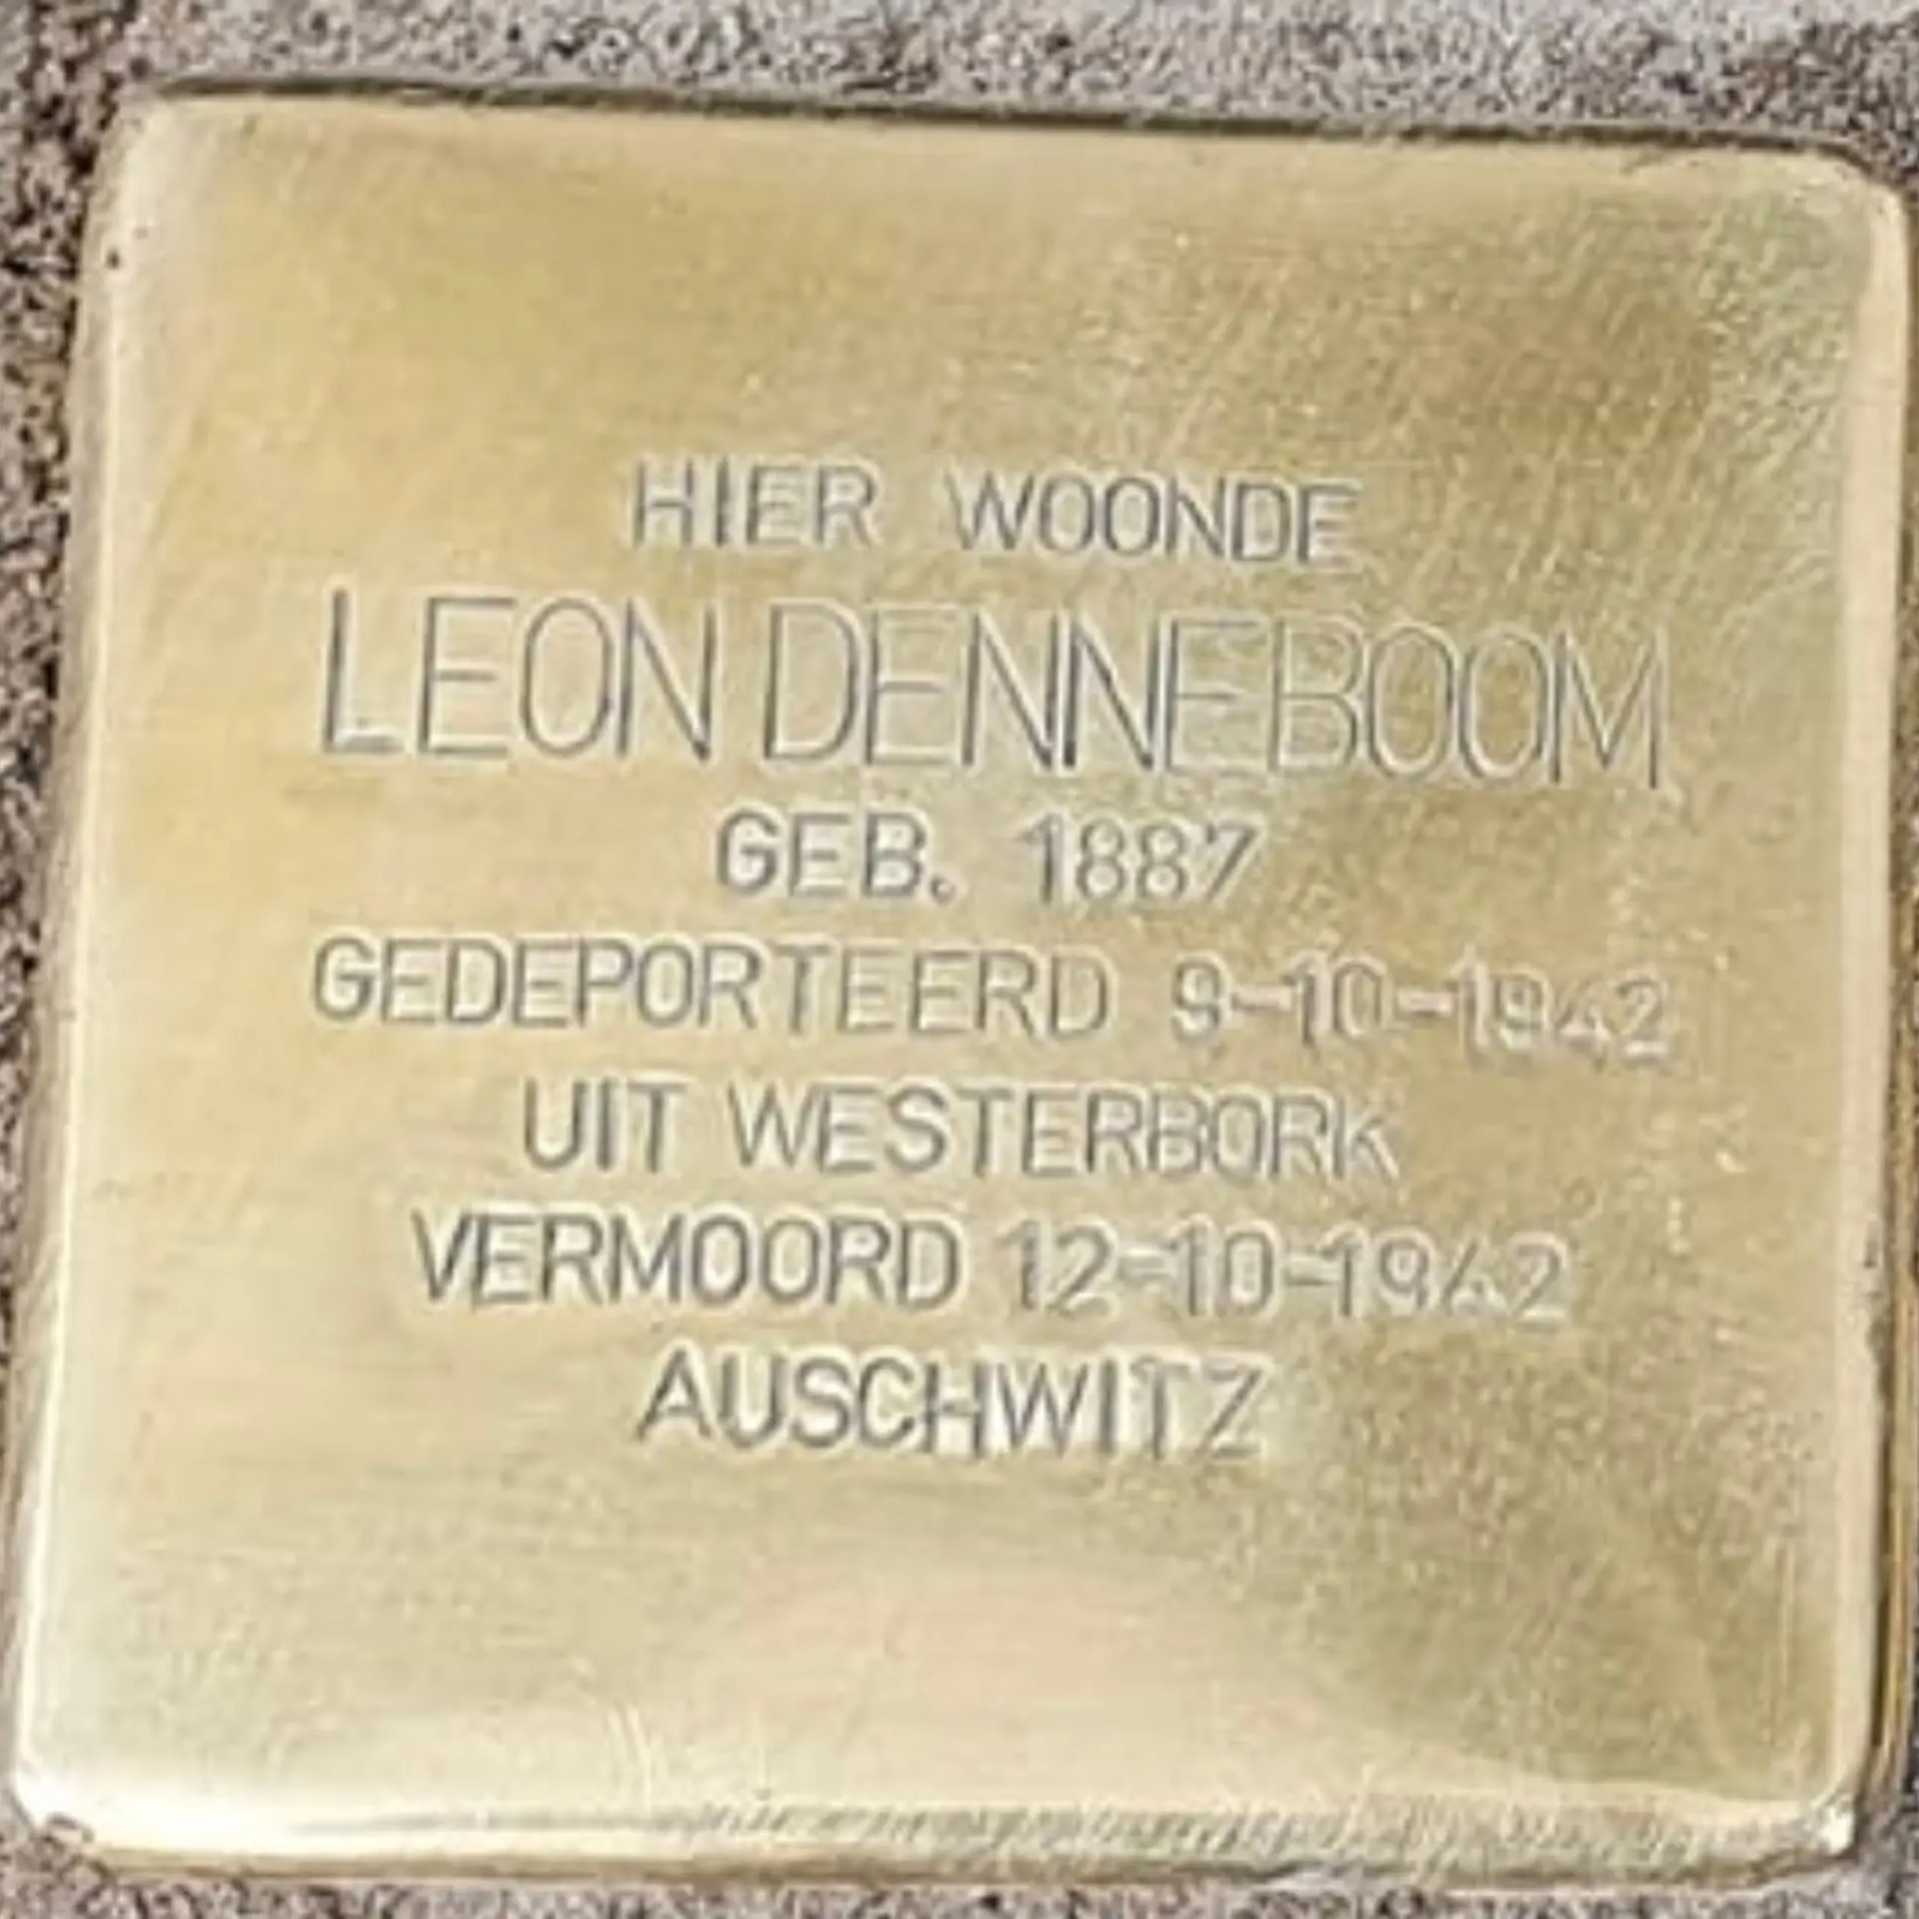 HIER WOONDE
LEON DENNEBOOM
GEB. 1887
GEDEPORTEERD 9-10-1942
UIT WESTERBORK
VERMOORD 12-10-1942
AUSCHWITZ